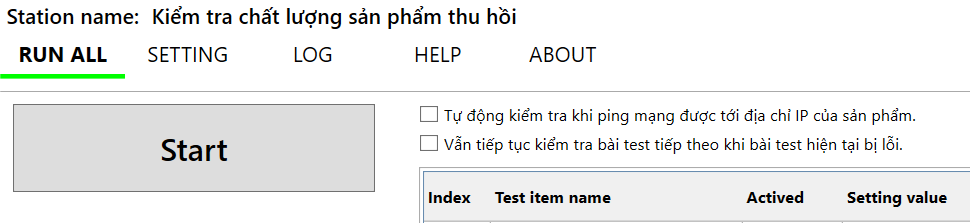 Station name: Kiểm tra chất lượng sản phẩm thu hồi
RUN ALL SETTING LOG HELP ABOUT
Start
Tự động kiểm tra khi ping mạng được tới địa chỉ IP của sản phẩm.
Vẫn tiếp tục kiểm tra bài test tiếp theo khi bài test hiện tại bị lỗi.
Index Test item name Actived Setting value